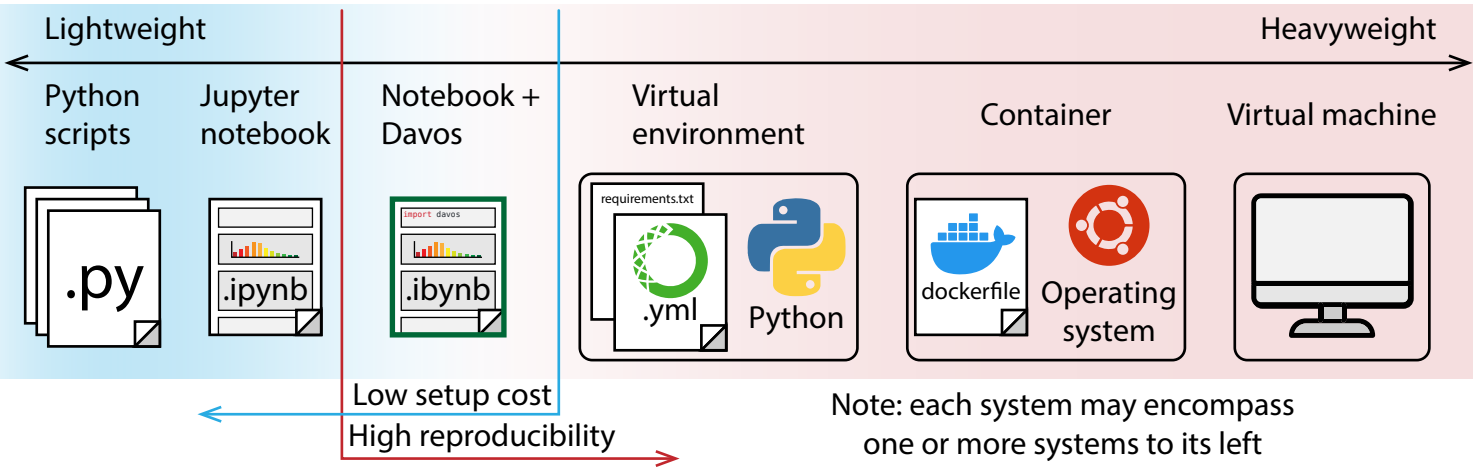 Lightweight
Heavyweight
Python
scripts
Jupyter
notebook
Notebook +
Davos
Virtual
environment
Container
Virtual machine
.py
.ipynb
import davos
.ibynb
requirements.txt
.yml
Python
dockerfile
Operating
system
Low setup cost
High reproducibility
Note: each system may encompass
one or more systems to its left